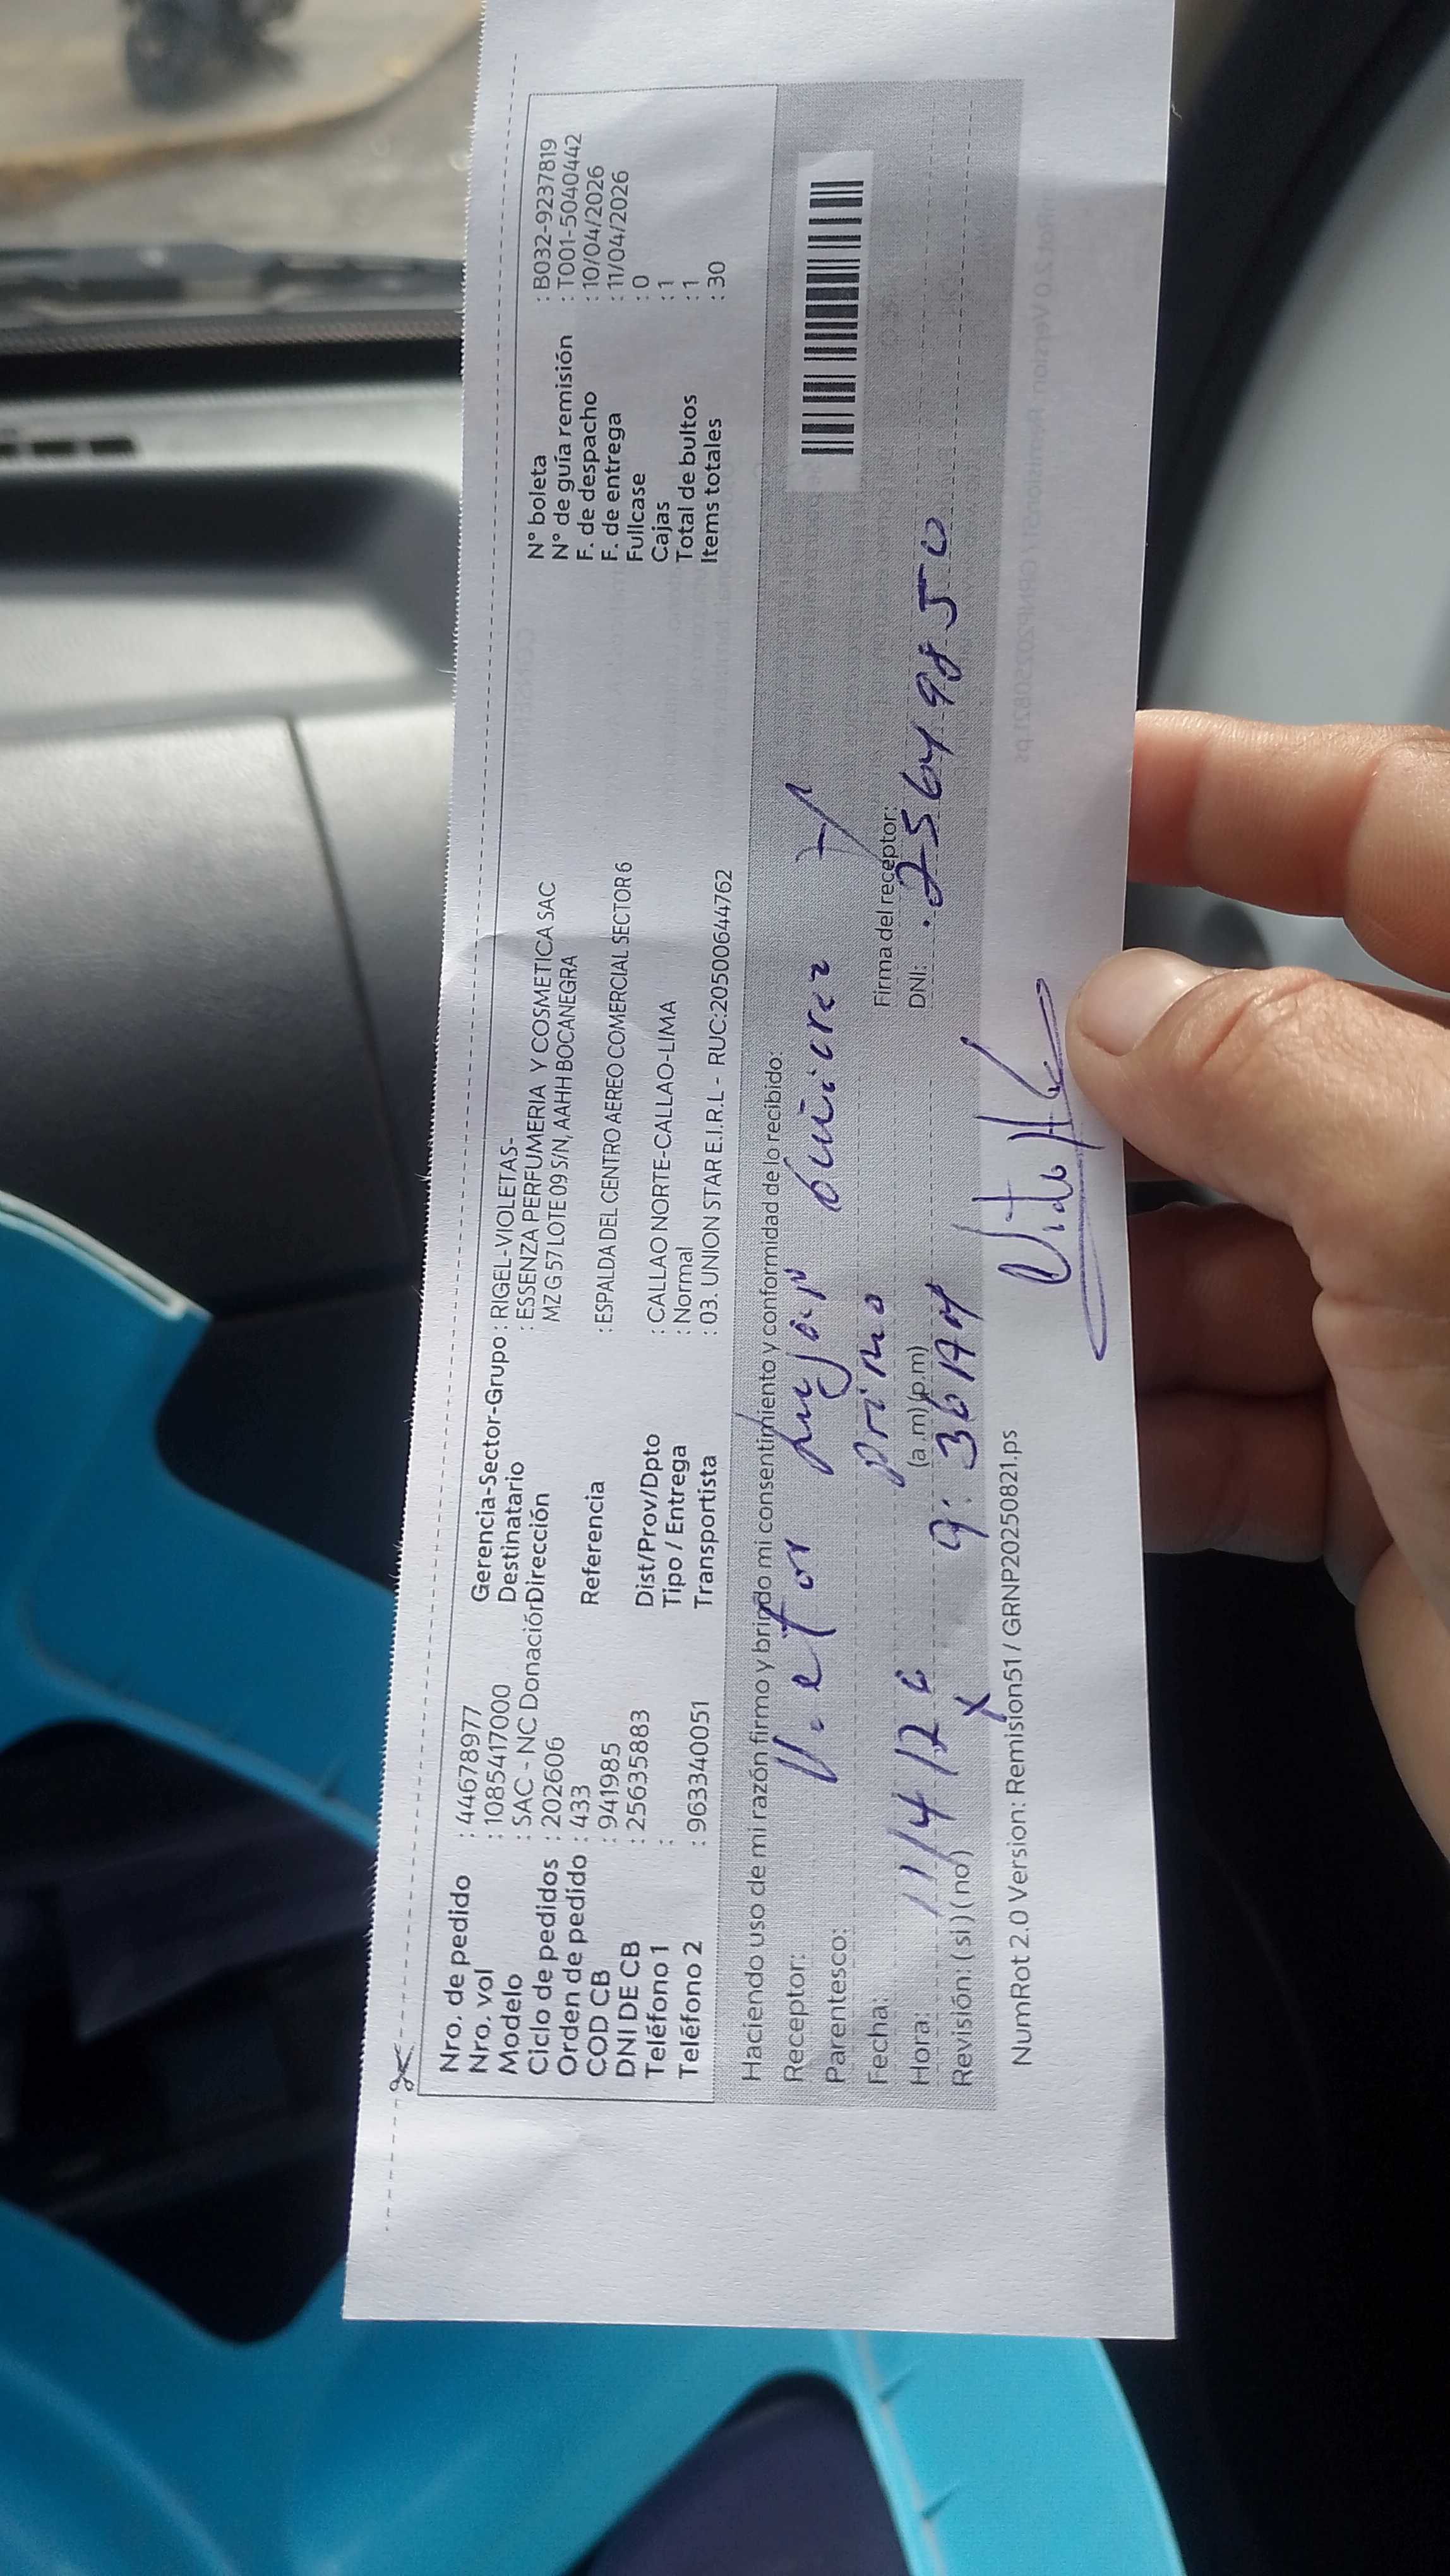 Nro. de pedido : 44678977
Nro. vol : 1085417000
Modelo : SAC - NC Donación
Ciclo de pedidos : 202606
Orden de pedido : 433
COD CB : 941985
DNI DE CB : 25635883
Teléfono 1 :
Teléfono 2 : 963340051
Gerencia-Sector-Grupo : RIGEL-VIOLETAS-
Destinatario : ESSENZA PERFUMERIA Y COSMETICA SAC
Dirección MZ G 57 LOTE 09 S/N, AAHH BOCANEGRA
Referencia : ESPALDA DEL CENTRO AEREO COMERCIAL SECTOR 6
Dist/Prov/Dpto : CALLAO NORTE-CALLAO-LIMA
Tipo / Entrega : Normal
Transportista : 03. UNION STAR E.I.R.L - RUC:20500644762
N° boleta : B032-9237819
N° de guía remisión : T001-5040442
F. de despacho : 10/04/2026
F. de entrega : 11/04/2026
Fullcase : 0
Cajas : 1
Total de bultos : 1
Items totales : 30
Haciendo uso de mi razón firmo y brindo mi consentimiento y conformidad de lo recibido:
Receptor:
Parentesco: primo
Fecha: 11/4/26
Firma del receptor:
Hora: 9:36 AM (a.m) (p.m)
DNI: 25649850
Revisión: (si) (no) X
NumRot 2.0 Version: Remision51 / GRNP20250821.ps